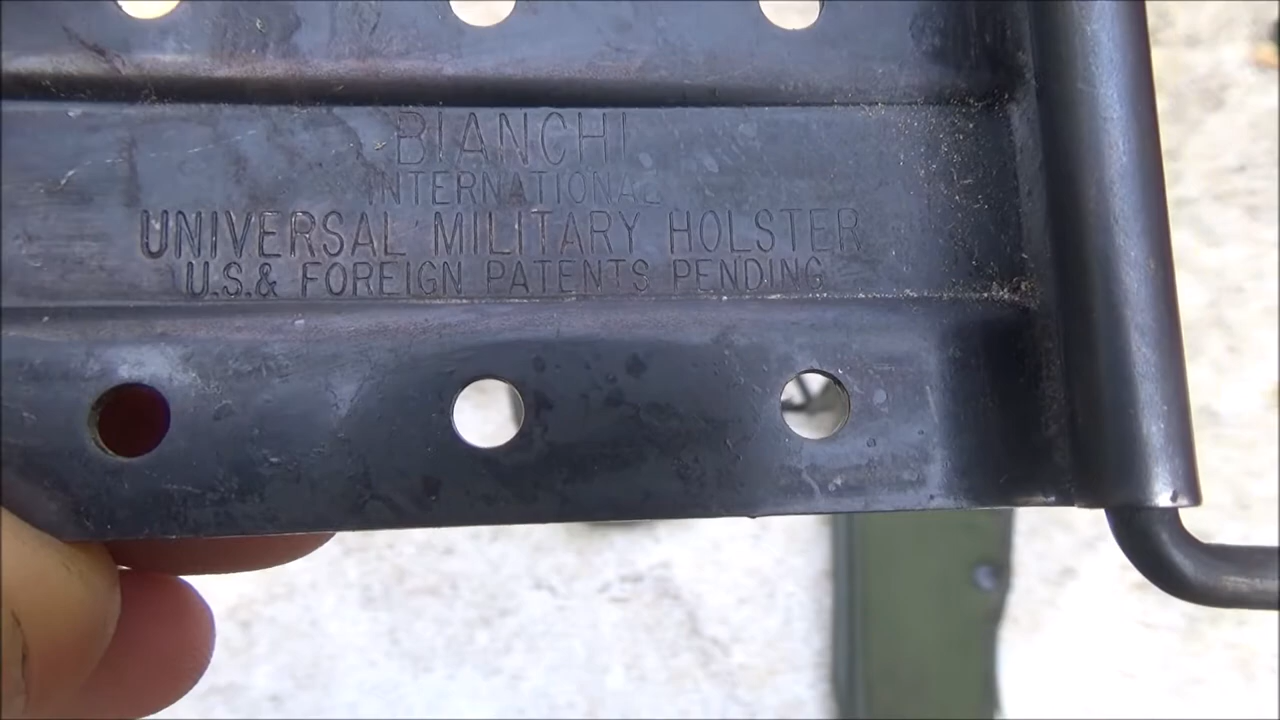 BIANCHI
INTERNATIONAL
UNIVERSAL MILITARY HOLSTER
U.S.& FOREIGN PATENTS PENDING